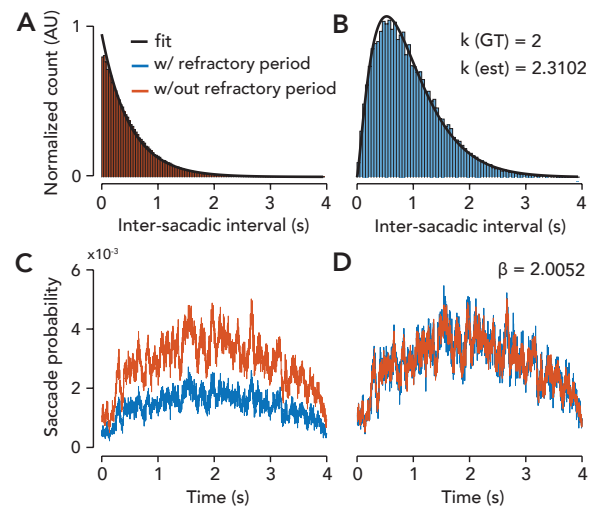 A
Normalized count (AU)
1
0
fit
w/ refractory period
w/out refractory period
0 1 2 3 4
Inter-sacadic interval (s)
B
k (GT) = 2
k (est) = 2.3102
0 1 2 3 4
Inter-sacadic interval (s)
C
×10⁻³
Saccade probability
6
4
2
0
0 1 2 3 4
Time (s)
D
β = 2.0052
0 1 2 3 4
Time (s)